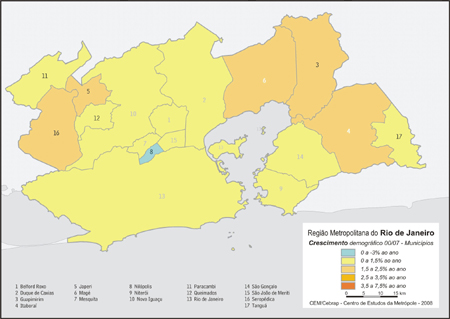 11
5
16
12
10
2
6
3
7
15
8
4
17
14
9
13
Região Metropolitana do Rio de Janeiro
Crescimento demográfico 00/07 - Municípios
0 a -3% ao ano
0 a 1,5% ao ano
1,5 a 2,5% ao ano
2,5 a 3,5% ao ano
3,5 a 7,5% ao ano
0 5 10 15 km
CEM/Cebrap - Centro de Estudos da Metrópole - 2008
1 Belford Roxo
2 Duque de Caxias
3 Guapimirim
4 Itaboraí
5 Japeri
6 Magé
7 Mesquita
8 Nilópolis
9 Niterói
10 Nova Iguaçu
11 Paracambi
12 Queimados
13 Rio de Janeiro
14 São Gonçalo
15 São João de Meriti
16 Seropédica
17 Tanguá